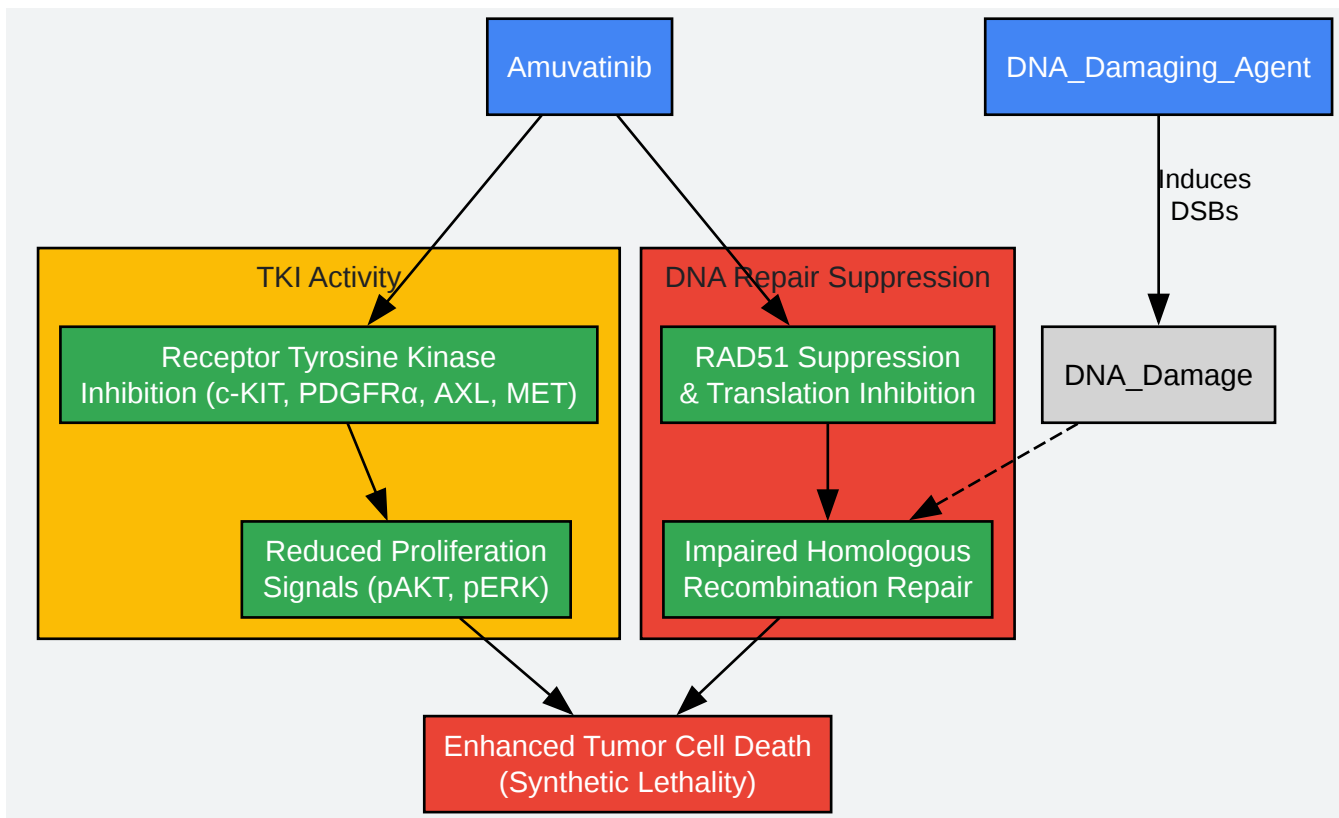 Amuvatinib
DNA_Damaging_Agent
Induces
DSBs
TKI Activity
DNA Repair Suppression
Receptor Tyrosine Kinase
Inhibition (c-KIT, PDGFRα, AXL, MET)
RAD51 Suppression
& Translation Inhibition
DNA_Damage
Reduced Proliferation
Signals (pAKT, pERK)
Impaired Homologous
Recombination Repair
Enhanced Tumor Cell Death
(Synthetic Lethality)